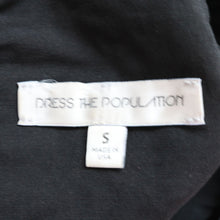 DRESS THE POPULATION
S
MADE IN
USA